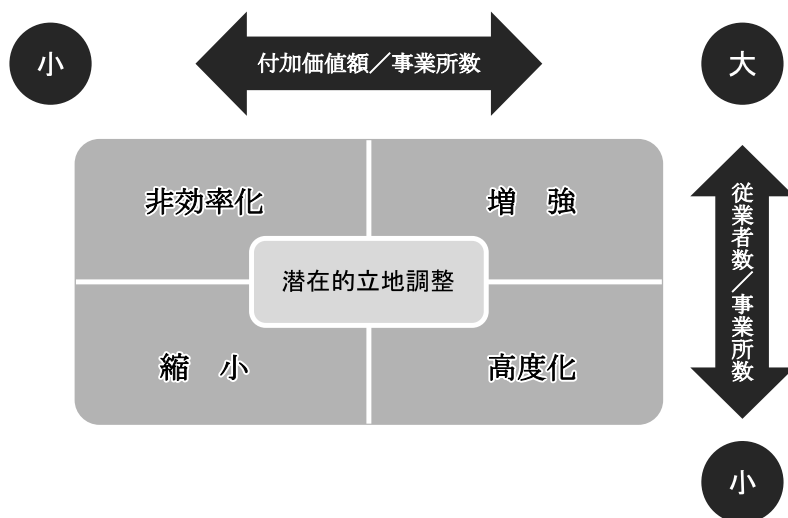 小
付加価値額／事業所数
大
非効率化
増　強
従業者数／事業所数
潜在的立地調整
縮　小
高度化
小